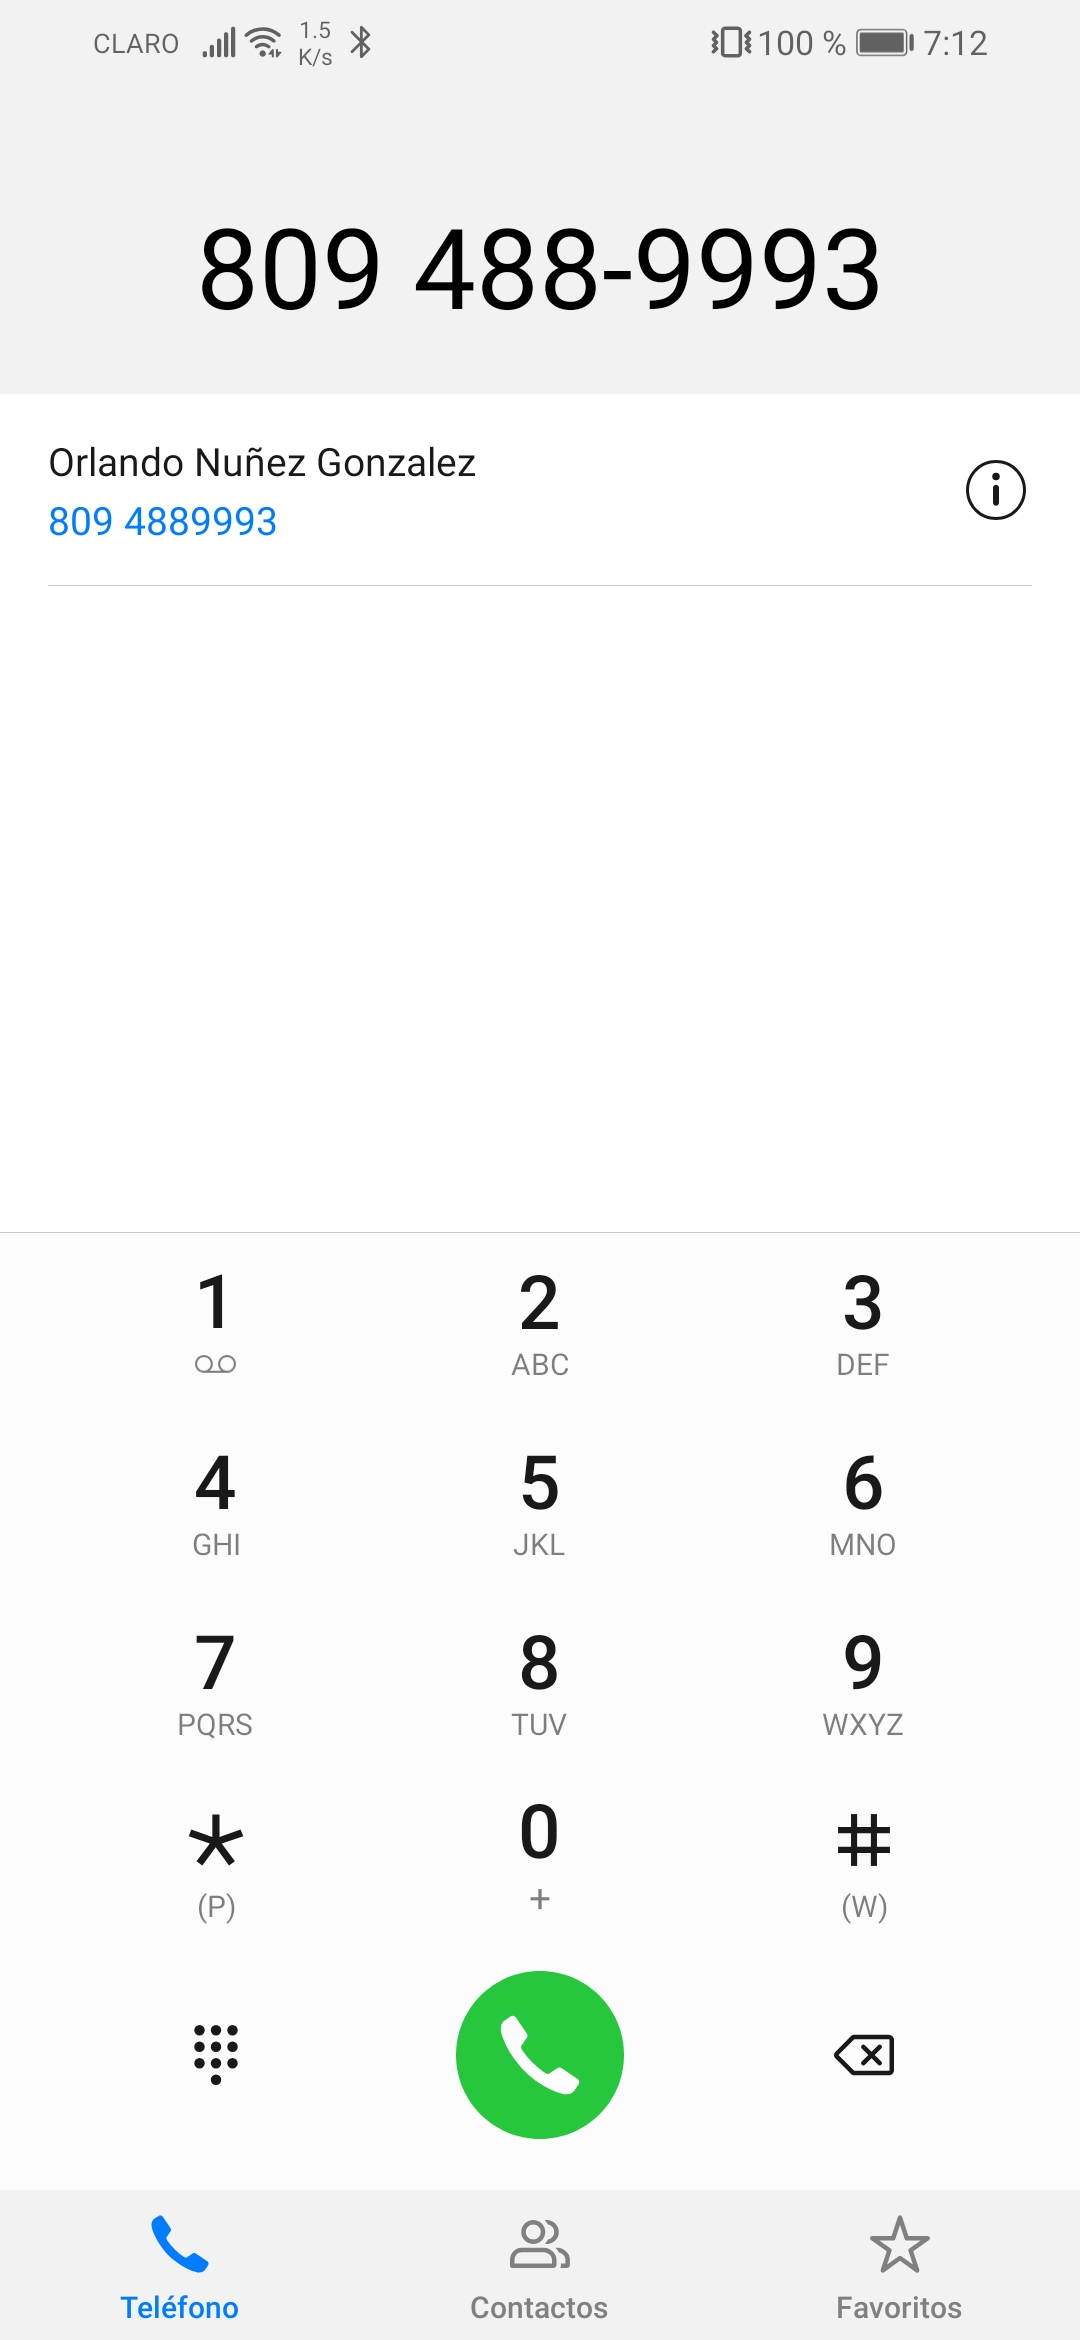 CLARO 1.5 K/s 100 % 7:12
809 488-9993
Orlando Nuñez Gonzalez
809 4889993
1 2 3
ABC DEF
4 5 6
GHI JKL MNO
7 8 9
PQRS TUV WXYZ
* 0 #
(P) + (W)
Teléfono Contactos Favoritos